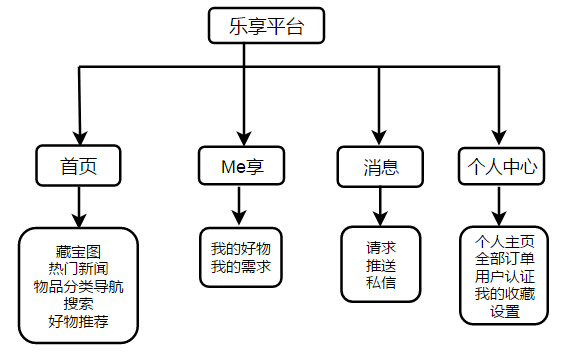 乐享平台
首页
Me享
消息
个人中心
藏宝图
热门新闻
物品分类导航
搜索
好物推荐
我的好物
我的需求
请求
推送
私信
个人主页
全部订单
用户认证
我的收藏
设置